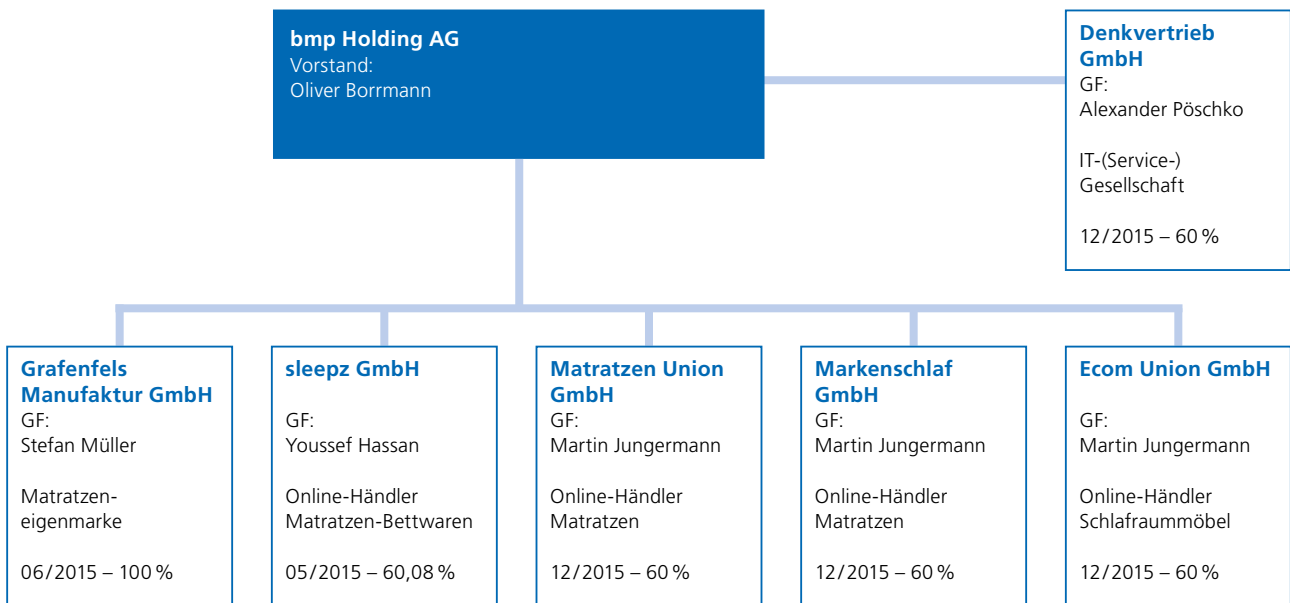 bmp Holding AG
Vorstand:
Oliver Borrmann
Denkvertrieb
GmbH
GF:
Alexander Pöschko
IT-(Service-)
Gesellschaft
12/2015 – 60 %
Grafenfels
Manufaktur GmbH
GF:
Stefan Müller
Matratzen-
eigenmarke
06/2015 – 100 %
sleepz GmbH
GF:
Youssef Hassan
Online-Händler
Matratzen-Bettwaren
05/2015 – 60,08 %
Matratzen Union
GmbH
GF:
Martin Jungermann
Online-Händler
Matratzen
12/2015 – 60 %
Markenschlaf
GmbH
GF:
Martin Jungermann
Online-Händler
Matratzen
12/2015 – 60 %
Ecom Union GmbH
GF:
Martin Jungermann
Online-Händler
Schlafraummöbel
12/2015 – 60 %